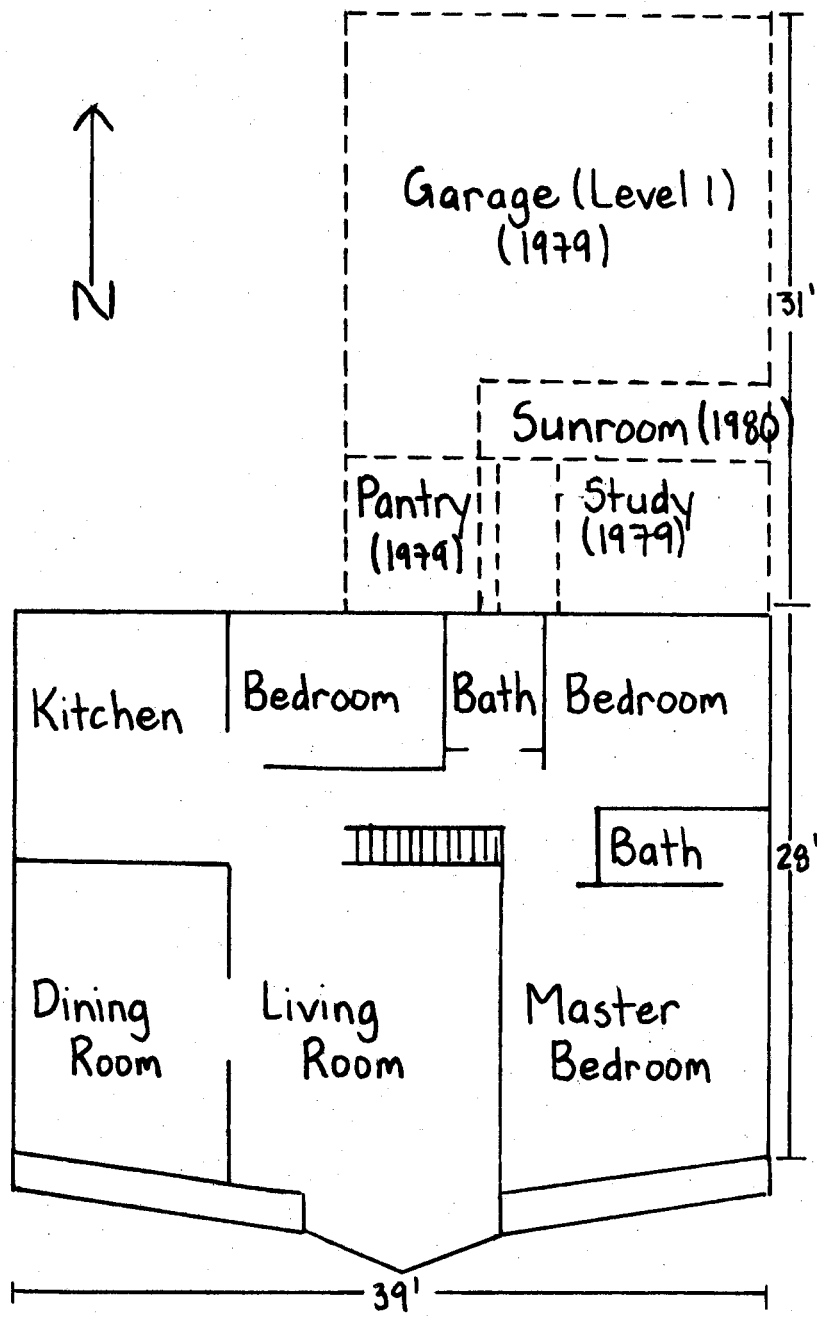 Garage (Level 1)
(1979)
N
31'
Sunroom (1980)
Pantry
(1979)
Study
(1979)
Kitchen
Bedroom
Bath
Bedroom
Bath
28'
Dining
Room
Living
Room
Master
Bedroom
39'